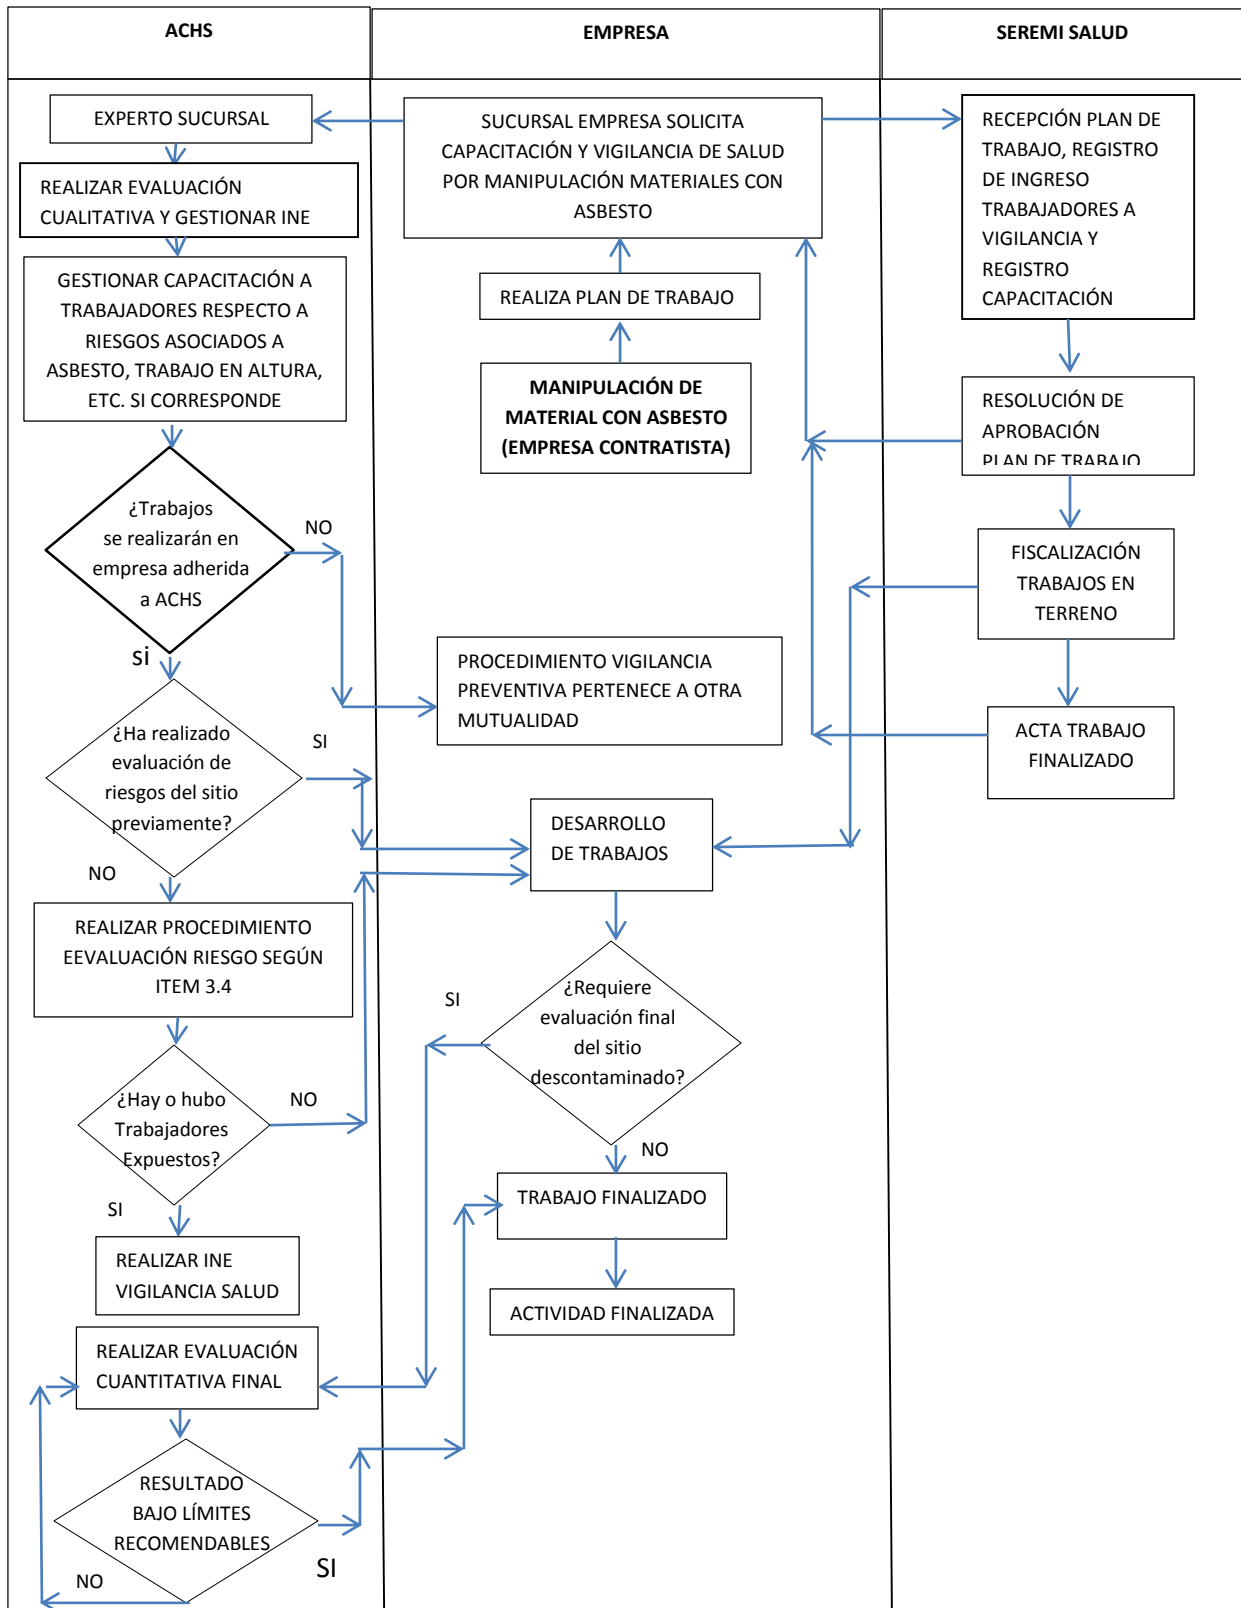 ACHS
EMPRESA
SEREMI SALUD
EXPERTO SUCURSAL
REALIZAR EVALUACIÓN
CUALITATIVA Y GESTIONAR INE
GESTIONAR CAPACITACIÓN A
TRABAJADORES RESPECTO A
RIESGOS ASOCIADOS A
ASBESTO, TRABAJO EN ALTURA,
ETC. SI CORRESPONDE
¿Trabajos
se realizarán en
empresa adherida
a ACHS
NO
si
¿Ha realizado
evaluación de
riesgos del sitio
previamente?
SI
NO
REALIZAR PROCEDIMIENTO
EEVALUACIÓN RIESGO SEGÚN
ITEM 3.4
¿Hay o hubo
Trabajadores
Expuestos?
NO
SI
REALIZAR INE
VIGILANCIA SALUD
REALIZAR EVALUACIÓN
CUANTITATIVA FINAL
RESULTADO
BAJO LÍMITES
RECOMENDABLES
SI
NO
SUCURSAL EMPRESA SOLICITA
CAPACITACIÓN Y VIGILANCIA DE SALUD
POR MANIPULACIÓN MATERIALES CON
ASBESTO
REALIZA PLAN DE TRABAJO
MANIPULACIÓN DE
MATERIAL CON ASBESTO
(EMPRESA CONTRATISTA)
PROCEDIMIENTO VIGILANCIA
PREVENTIVA PERTENECE A OTRA
MUTUALIDAD
DESARROLLO
DE TRABAJOS
¿Requiere
evaluación final
del sitio
descontaminado?
SI
NO
TRABAJO FINALIZADO
ACTIVIDAD FINALIZADA
RECEPCIÓN PLAN DE
TRABAJO, REGISTRO
DE INGRESO
TRABAJADORES A
VIGILANCIA Y
REGISTRO
CAPACITACIÓN
RESOLUCIÓN DE
APROBACIÓN
PLAN DE TRABAJO
FISCALIZACIÓN
TRABAJOS EN
TERRENO
ACTA TRABAJO
FINALIZADO